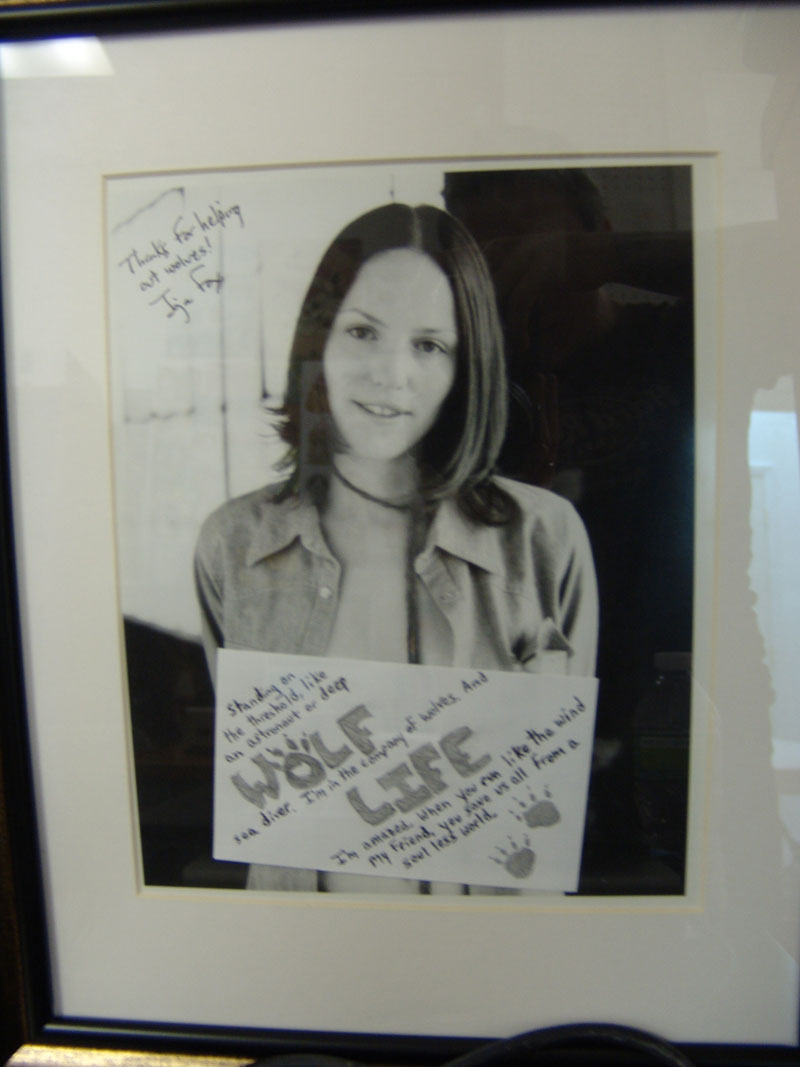 Thanks for helping
out wolves!
Standing on
the threshold, like
an astronaut or deep
sea diver. I'm in the company of wolves. And
WOLF
LIFE
I'm amazed. When you run like the wind
My friend, you save us all from a
soul less world.